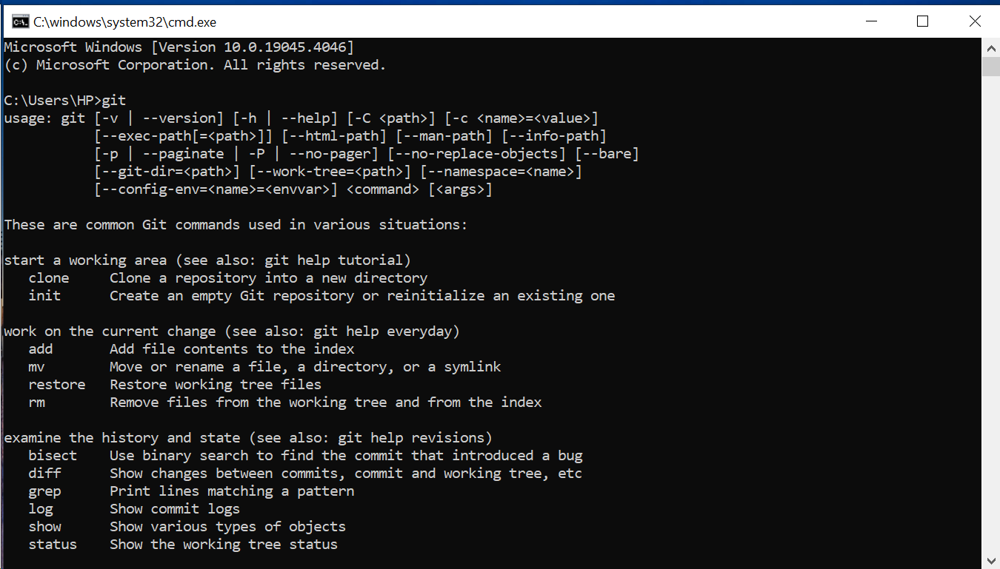 C:\windows\system32\cmd.exe
Microsoft Windows [Version 10.0.19045.4046]
(c) Microsoft Corporation. All rights reserved.

C:\Users\HP>git
usage: git [-v | --version] [-h | --help] [-C <path>] [-c <name>=<value>]
           [--exec-path[=<path>]] [--html-path] [--man-path] [--info-path]
           [-p | --paginate | -P | --no-pager] [--no-replace-objects] [--bare]
           [--git-dir=<path>] [--work-tree=<path>] [--namespace=<name>]
           [--config-env=<name>=<envvar>] <command> [<args>]

These are common Git commands used in various situations:

start a working area (see also: git help tutorial)
   clone     Clone a repository into a new directory
   init      Create an empty Git repository or reinitialize an existing one

work on the current change (see also: git help everyday)
   add       Add file contents to the index
   mv        Move or rename a file, a directory, or a symlink
   restore   Restore working tree files
   rm        Remove files from the working tree and from the index

examine the history and state (see also: git help revisions)
   bisect    Use binary search to find the commit that introduced a bug
   diff      Show changes between commits, commit and working tree, etc
   grep      Print lines matching a pattern
   log       Show commit logs
   show      Show various types of objects
   status    Show the working tree status